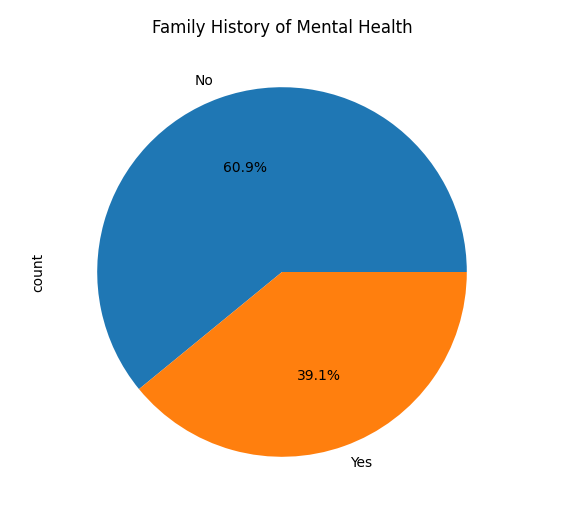 Family History of Mental Health
No
60.9%
count
39.1%
Yes